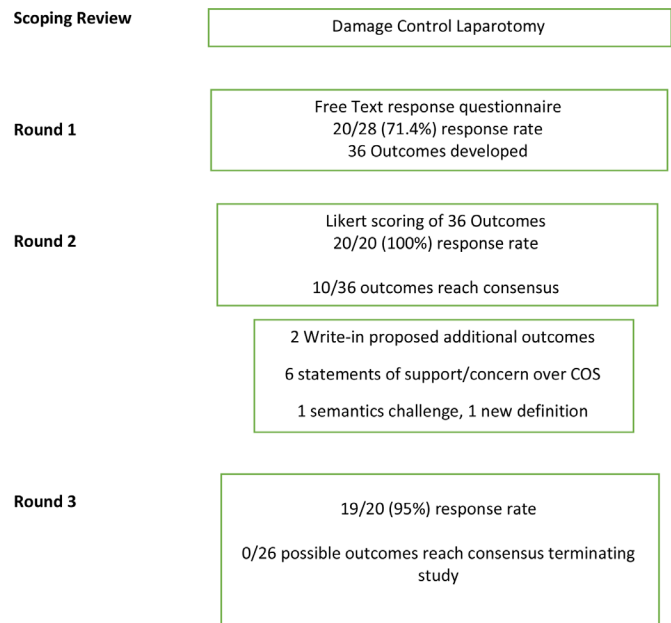 Scoping Review
Damage Control Laparotomy
Round 1
Free Text response questionnaire
20/28 (71.4%) response rate
36 Outcomes developed
Round 2
Likert scoring of 36 Outcomes
20/20 (100%) response rate
10/36 outcomes reach consensus
2 Write-in proposed additional outcomes
6 statements of support/concern over COS
1 semantics challenge, 1 new definition
Round 3
19/20 (95%) response rate
0/26 possible outcomes reach consensus terminating
study